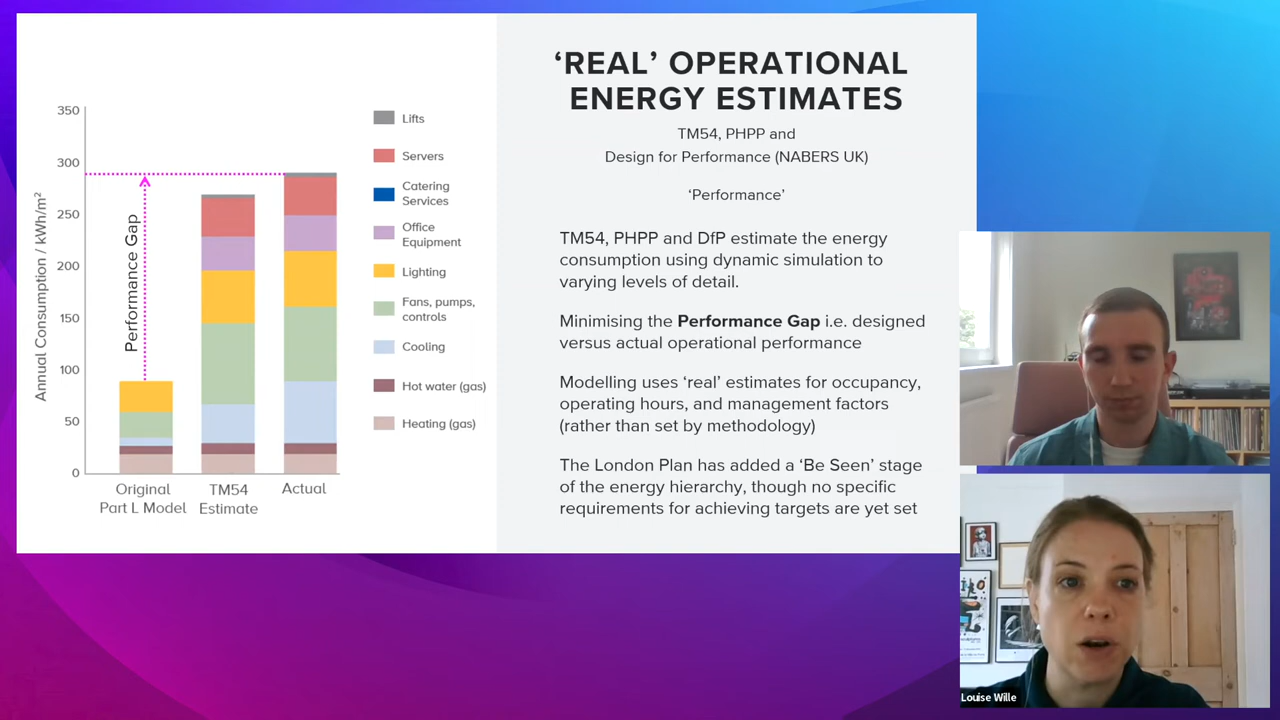 ‘REAL’ OPERATIONAL
ENERGY ESTIMATES
TM54, PHPP and
Design for Performance (NABERS UK)
‘Performance’
TM54, PHPP and DfP estimate the energy
consumption using dynamic simulation to
varying levels of detail.
Minimising the Performance Gap i.e. designed
versus actual operational performance
Modelling uses ‘real’ estimates for occupancy,
operating hours, and management factors
(rather than set by methodology)
The London Plan has added a ‘Be Seen’ stage
of the energy hierarchy, though no specific
requirements for achieving targets are yet set
Annual Consumption / kWh/m²
350
300
250
200
150
100
50
0
Performance Gap
Original
Part L Model
TM54
Estimate
Actual
Lifts
Servers
Catering
Services
Office
Equipment
Lighting
Fans, pumps,
controls
Cooling
Hot water (gas)
Heating (gas)
Louise Wille